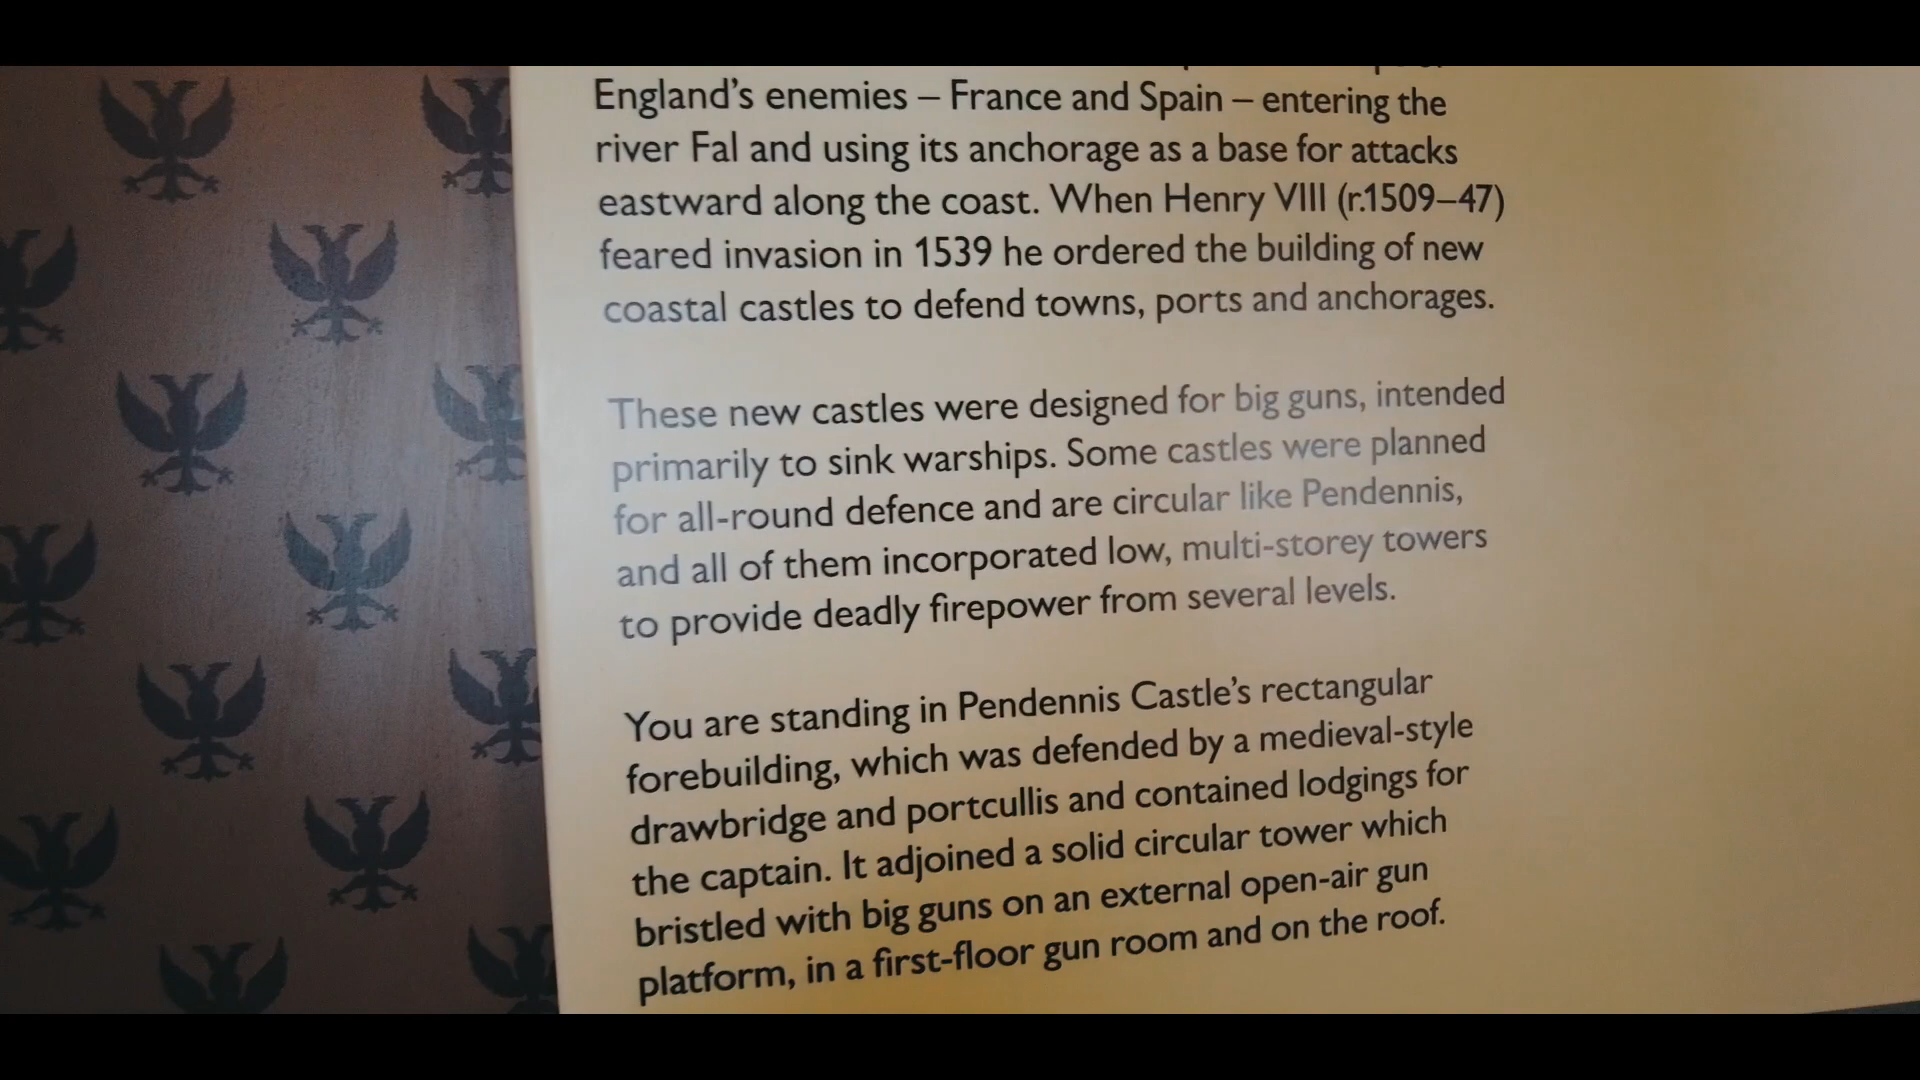 England's enemies – France and Spain – entering the
river Fal and using its anchorage as a base for attacks
eastward along the coast. When Henry VIII (r.1509–47)
feared invasion in 1539 he ordered the building of new
coastal castles to defend towns, ports and anchorages.
These new castles were designed for big guns, intended
primarily to sink warships. Some castles were planned
for all-round defence and are circular like Pendennis,
and all of them incorporated low, multi-storey towers
to provide deadly firepower from several levels.
You are standing in Pendennis Castle's rectangular
forebuilding, which was defended by a medieval-style
drawbridge and portcullis and contained lodgings for
the captain. It adjoined a solid circular tower which
bristled with big guns on an external open-air gun
platform, in a first-floor gun room and on the roof.